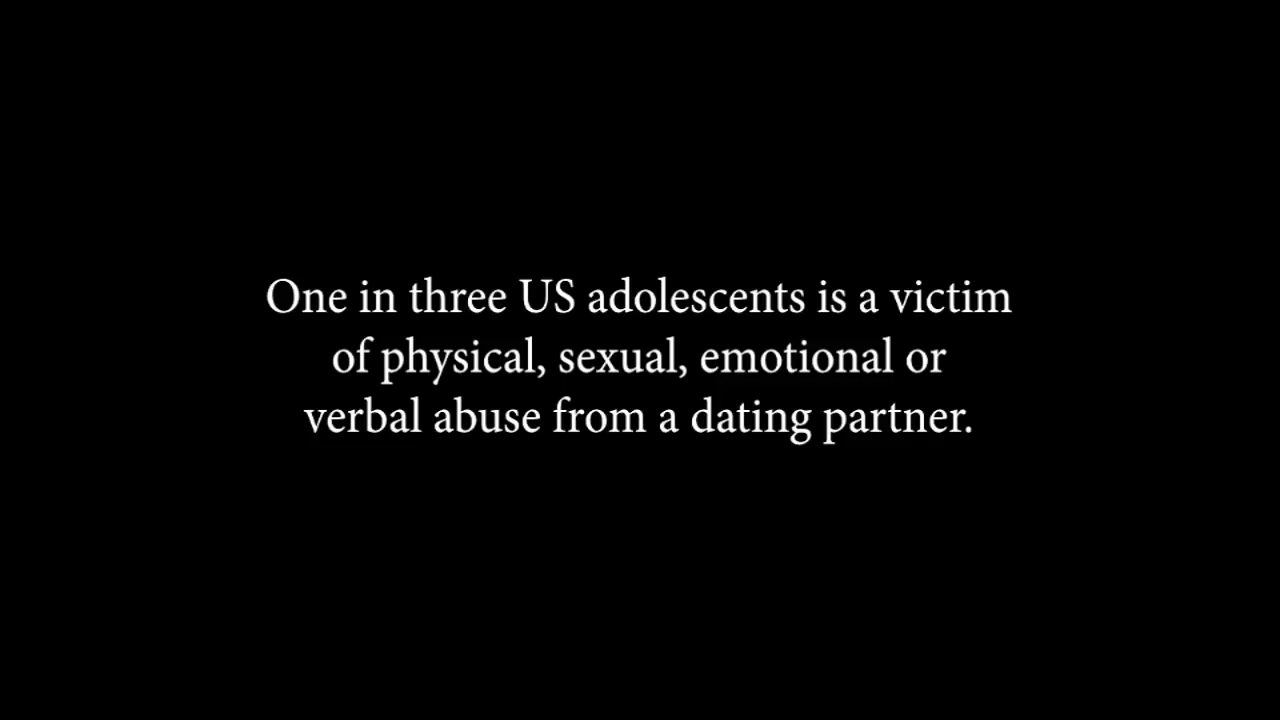 One in three US adolescents is a victim
of physical, sexual, emotional or
verbal abuse from a dating partner.